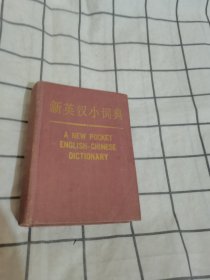 新英汉小词典
A NEW POCKET
ENGLISH-CHINESE
DICTIONARY